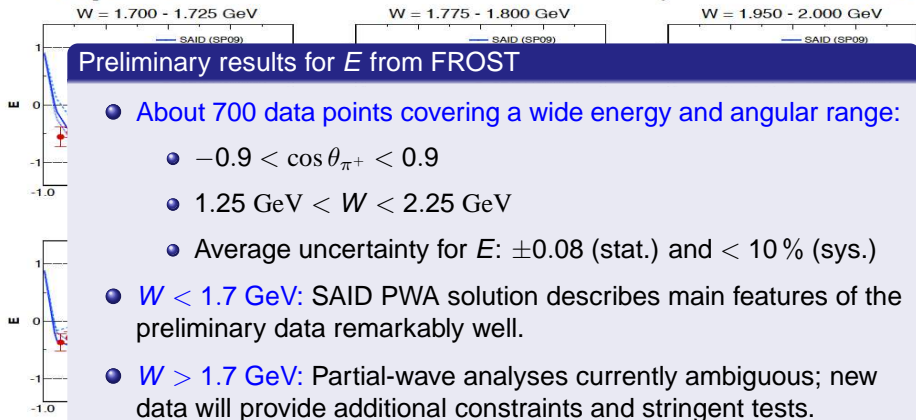 W = 1.700 - 1.725 GeV
W = 1.775 - 1.800 GeV
W = 1.950 - 2.000 GeV
SAID (SP09)
SAID (SP09)
SAID (SP09)
1
E
0
-1
-1.0
Preliminary results for E from FROST
About 700 data points covering a wide energy and angular range:
−0.9 < cos θπ+ < 0.9
1.25 GeV < W < 2.25 GeV
Average uncertainty for E: ±0.08 (stat.) and < 10 % (sys.)
W < 1.7 GeV: SAID PWA solution describes main features of the
preliminary data remarkably well.
W > 1.7 GeV: Partial-wave analyses currently ambiguous; new
data will provide additional constraints and stringent tests.
1
E
0
-1
-1.0